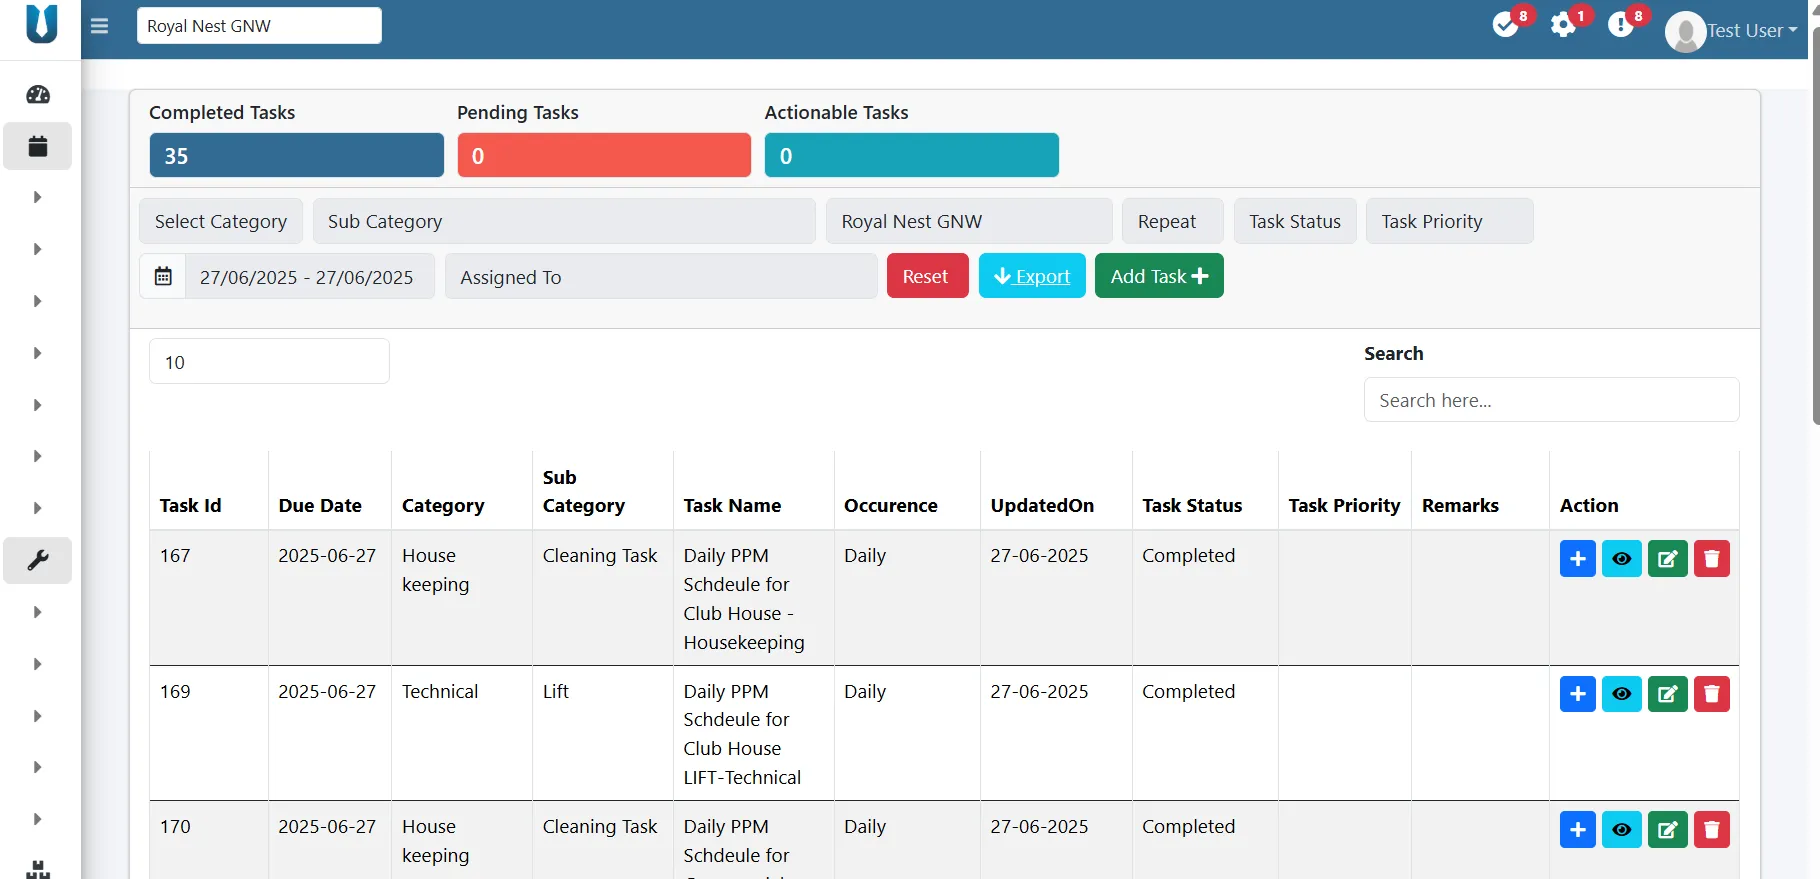 Royal Nest GNW
8
1
8
Test User
Completed Tasks
Pending Tasks
Actionable Tasks
35
0
0
Select Category
Sub Category
Royal Nest GNW
Repeat
Task Status
Task Priority
27/06/2025 - 27/06/2025
Assigned To
Reset
Export
Add Task
10
Search
Search here...
Task Id
Due Date
Category
Sub
Category
Task Name
Occurence
UpdatedOn
Task Status
Task Priority
Remarks
Action
167
2025-06-27
House
keeping
Cleaning Task
Daily PPM
Schdeule for
Club House -
Housekeeping
Daily
27-06-2025
Completed
169
2025-06-27
Technical
Lift
Daily PPM
Schdeule for
Club House
LIFT-Technical
Daily
27-06-2025
Completed
170
2025-06-27
House
keeping
Cleaning Task
Daily PPM
Schdeule for
Daily
27-06-2025
Completed